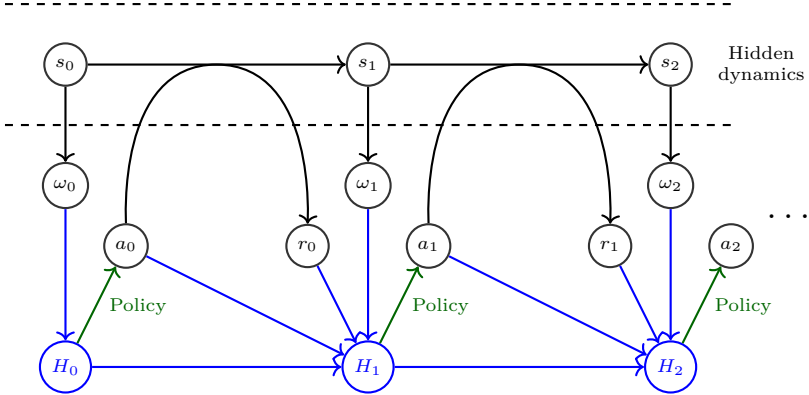 s₀
s₁
s₂
Hidden
dynamics
ω₀
ω₁
ω₂
a₀
r₀
a₁
r₁
a₂
...
Policy
Policy
Policy
H₀
H₁
H₂